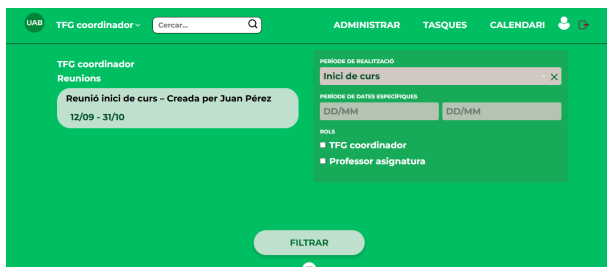 UAB TFG coordinador Cercar... ADMINISTRAR TASQUES CALENDARI
TFG coordinador
Reunions
Reunió inici de curs – Creada per Juan Pérez
12/09 - 31/10
PERÍODE DE REALITZACIÓ
Inici de curs
PERÍODE DE DATES ESPECÍFIQUES
DD/MM DD/MM
ROLS
TFG coordinador
Professor asignatura
FILTRAR